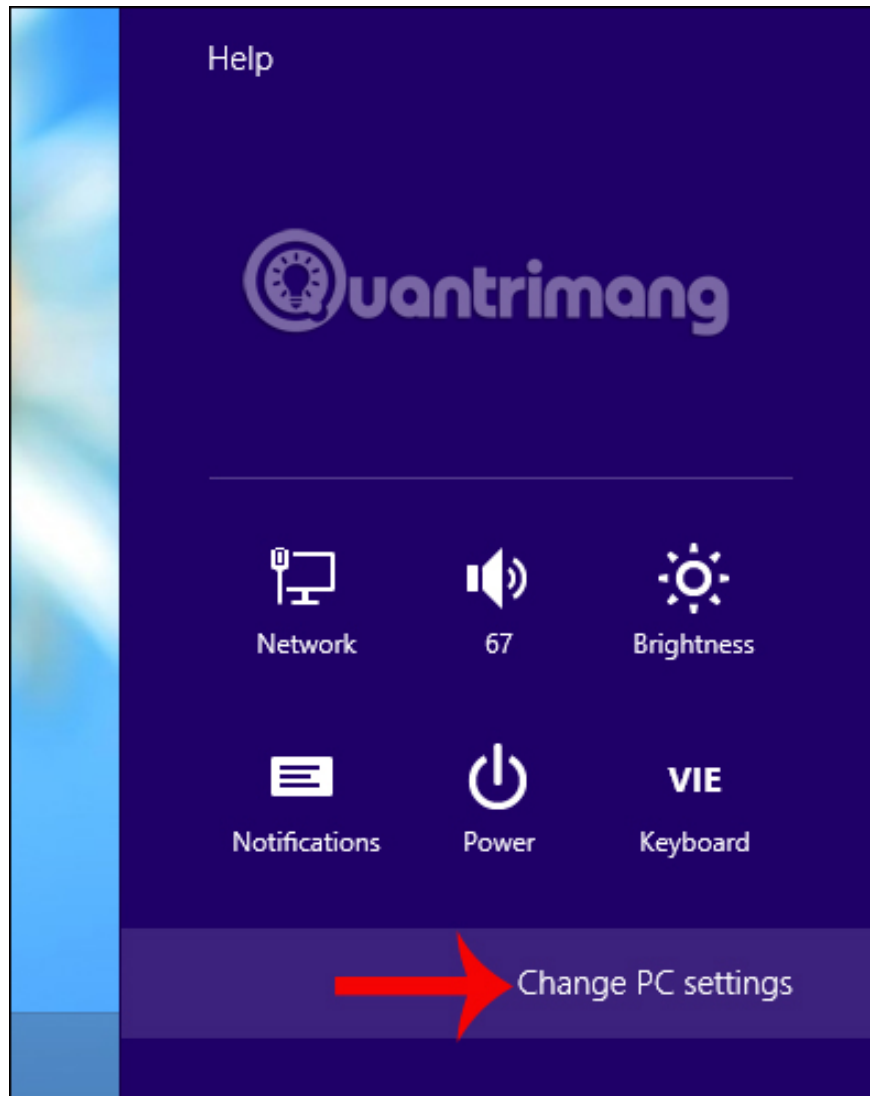 Help
Quantrimang
Network 67 Brightness
Notifications Power VIE Keyboard
Change PC settings